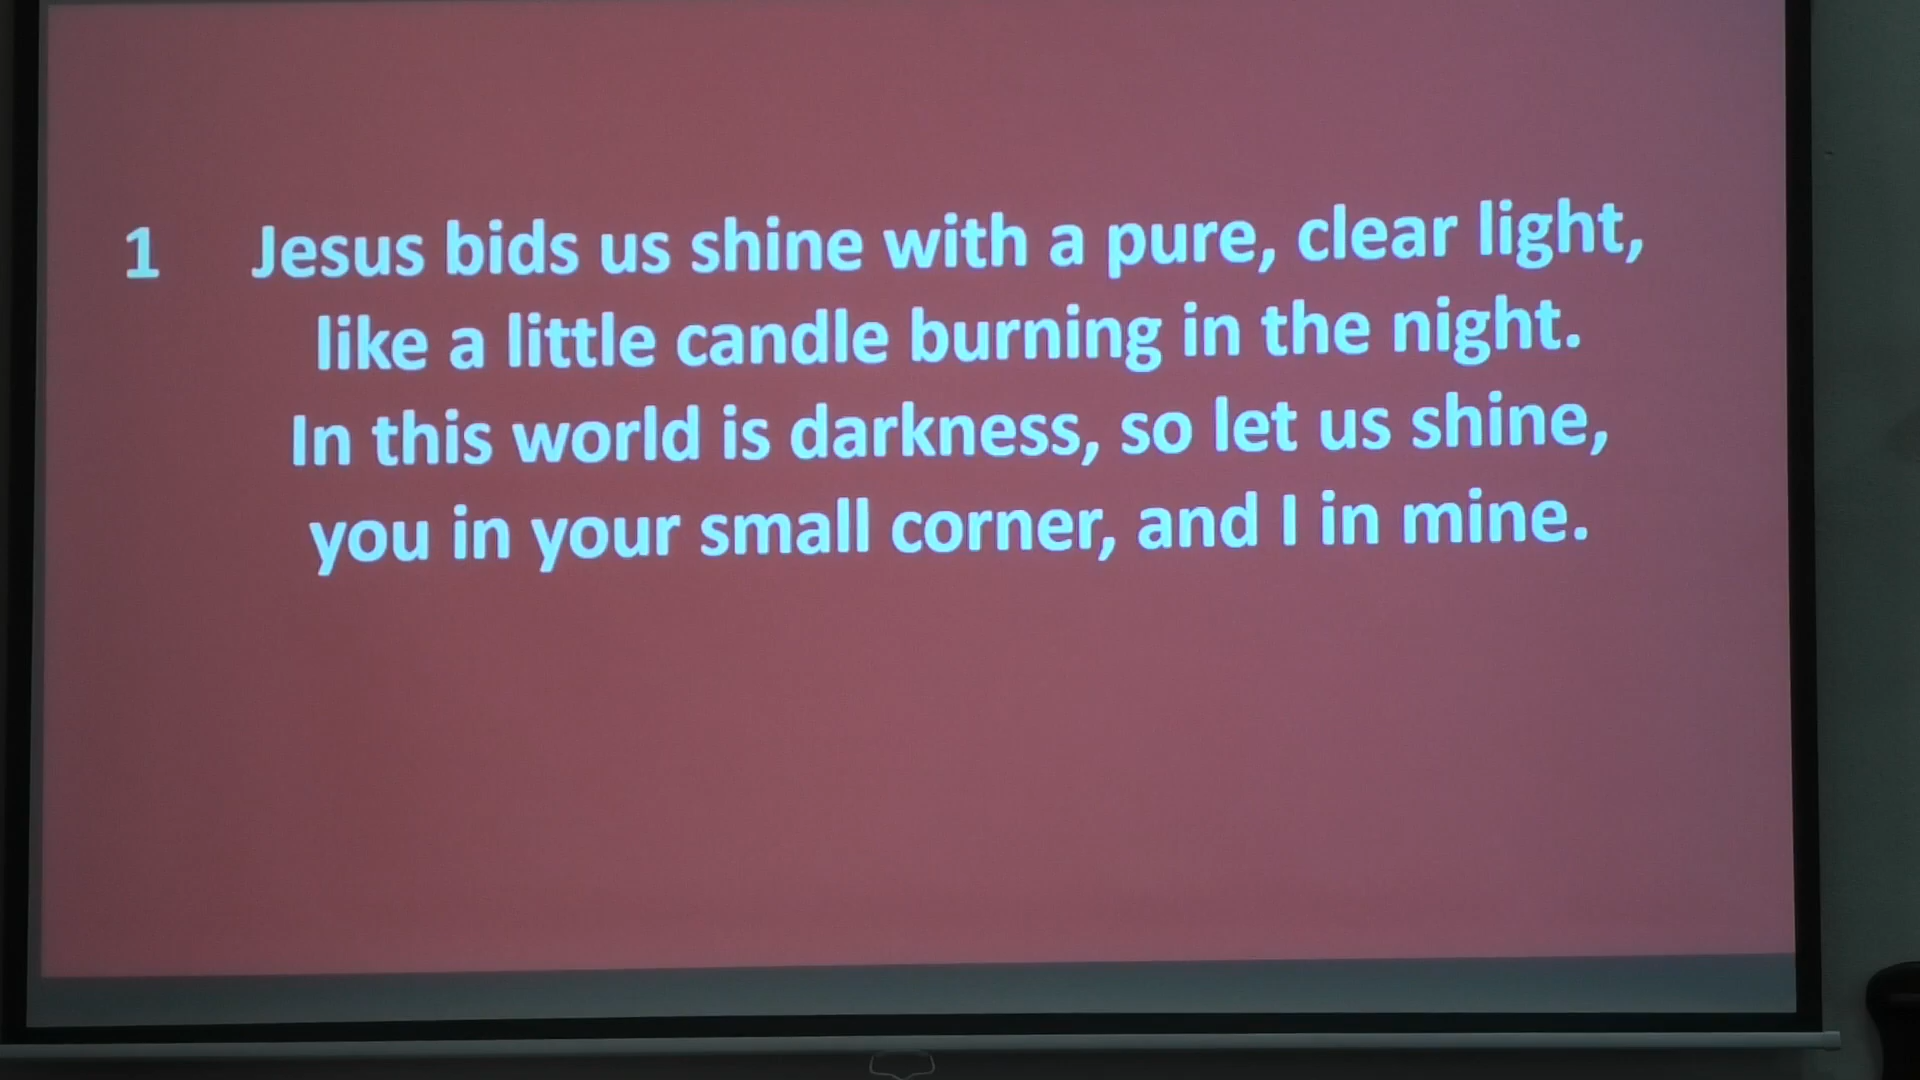 1 Jesus bids us shine with a pure, clear light,
like a little candle burning in the night.
In this world is darkness, so let us shine,
you in your small corner, and I in mine.